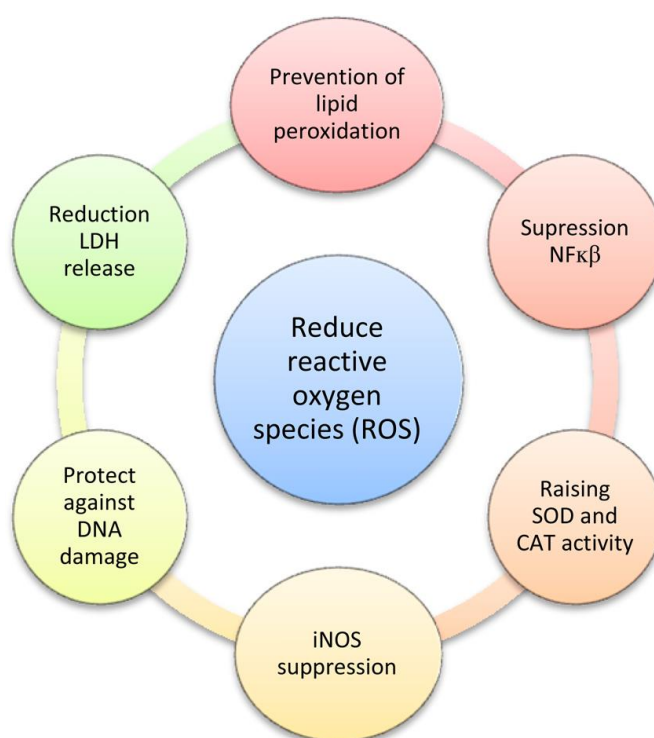 Prevention of
lipid
peroxidation
Supression
NFκβ
Raising
SOD and
CAT activity
iNOS
suppression
Protect
against
DNA
damage
Reduction
LDH
release
Reduce
reactive
oxygen
species (ROS)